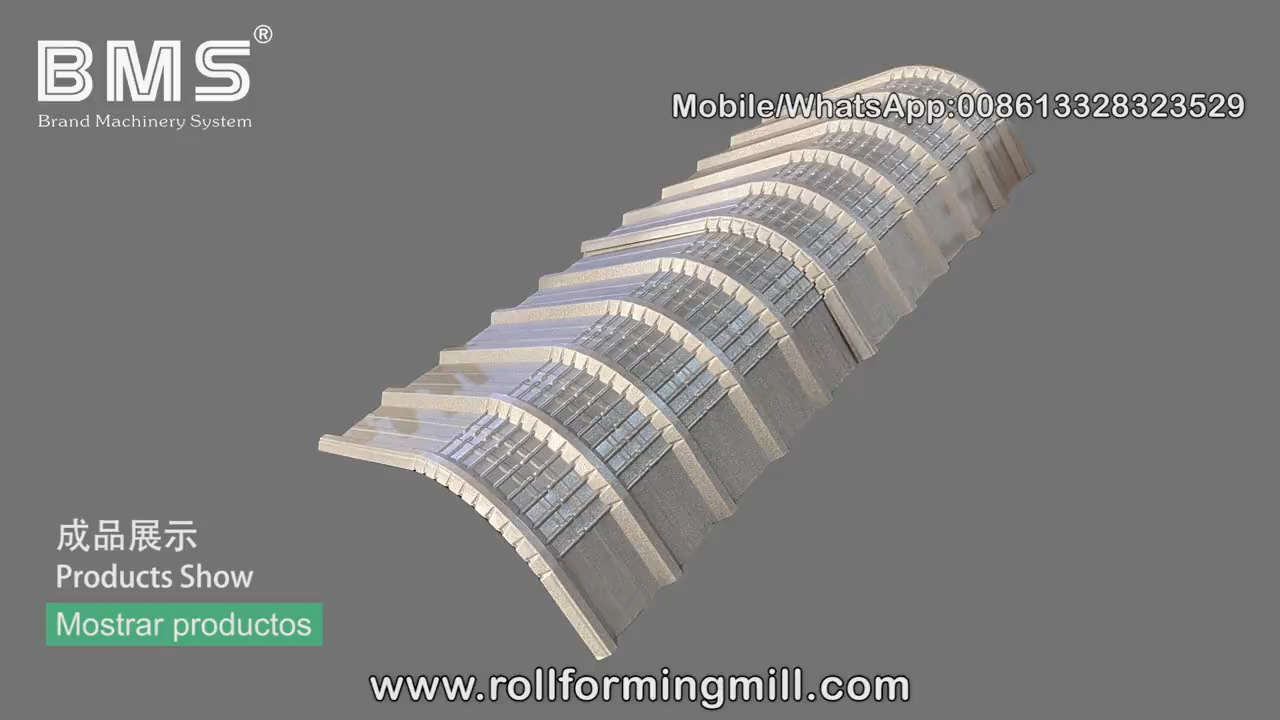 BMS®
Brand Machinery System
Mobile/WhatsApp:008613328323529
成品展示
Products Show
Mostrar productos
www.rollformingmill.com